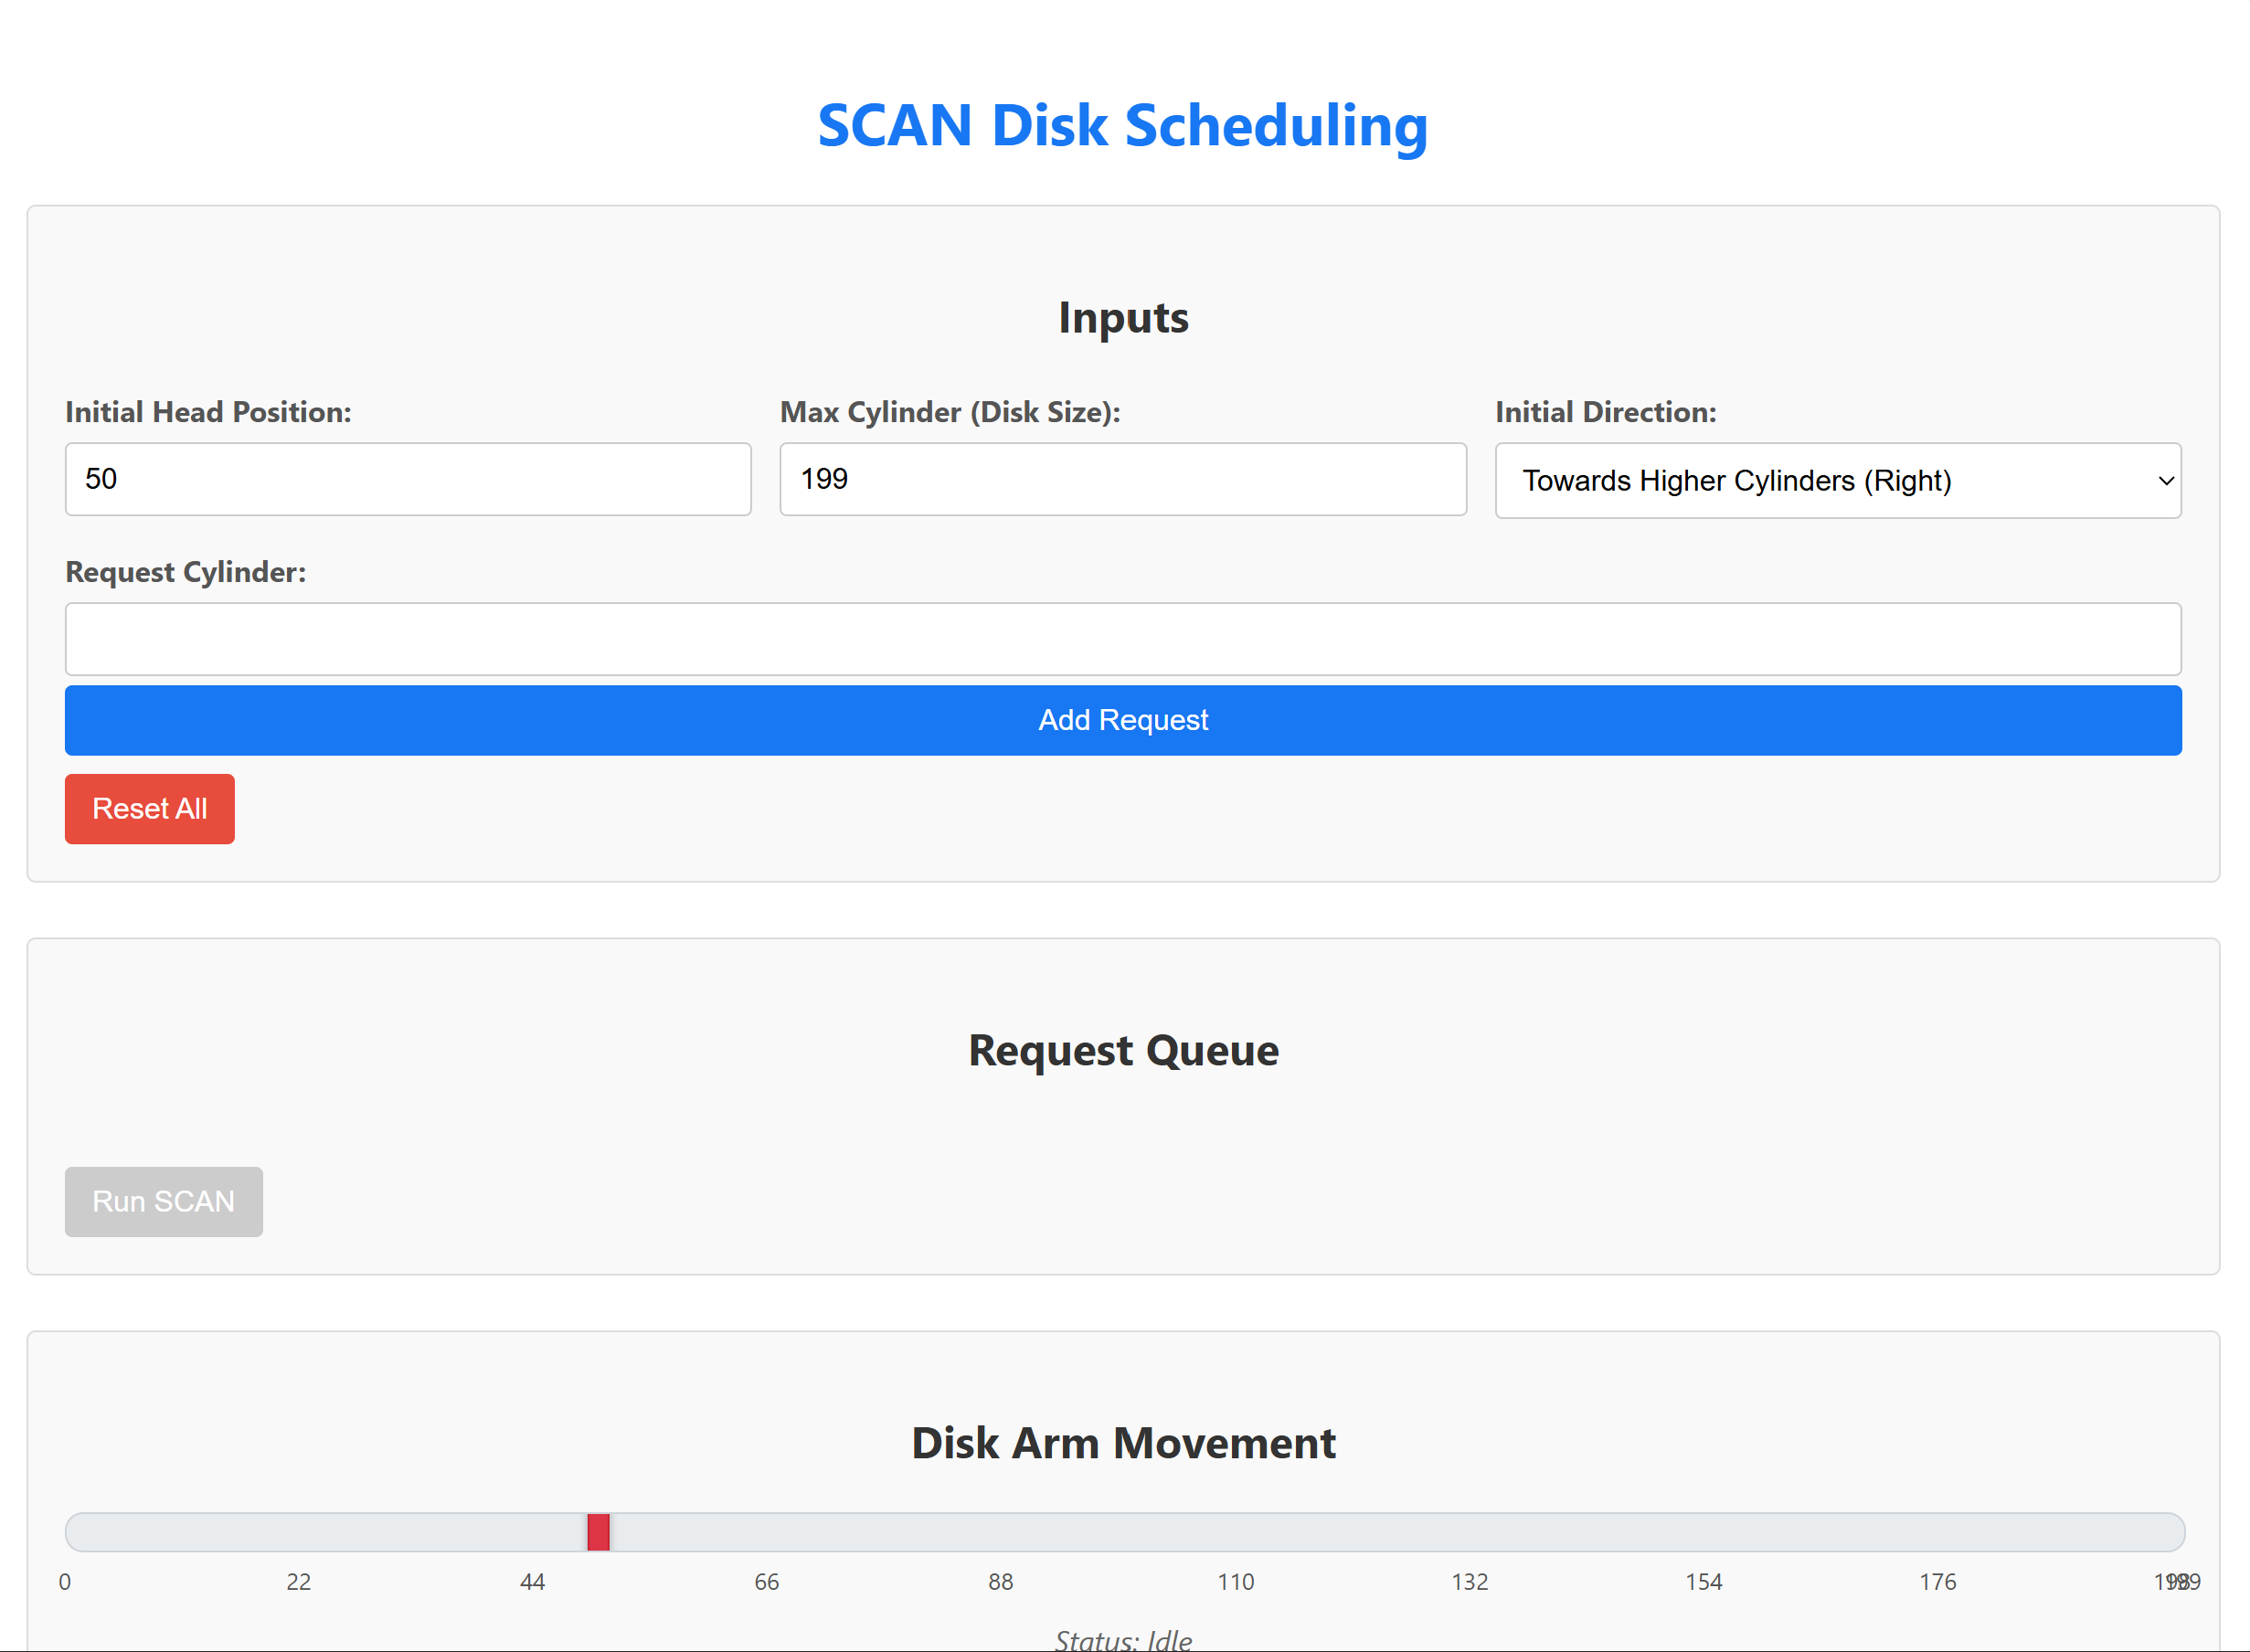 SCAN Disk Scheduling
Inputs
Initial Head Position: Max Cylinder (Disk Size): Initial Direction:
50 199 Towards Higher Cylinders (Right)
Request Cylinder:
Add Request
Reset All
Request Queue
Run SCAN
Disk Arm Movement
0 22 44 66 88 110 132 154 176 198 199
Status: Idle